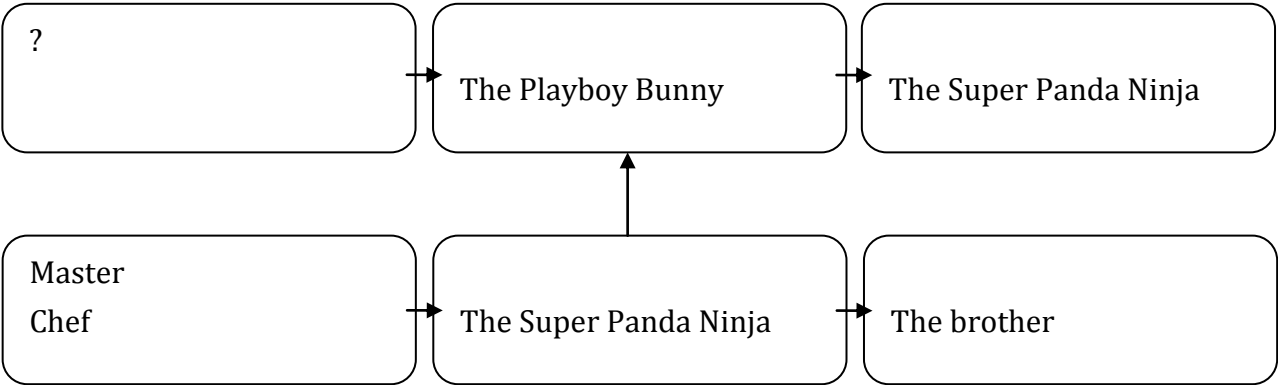 ?
The Playboy Bunny
The Super Panda Ninja
Master
Chef
The Super Panda Ninja
The brother